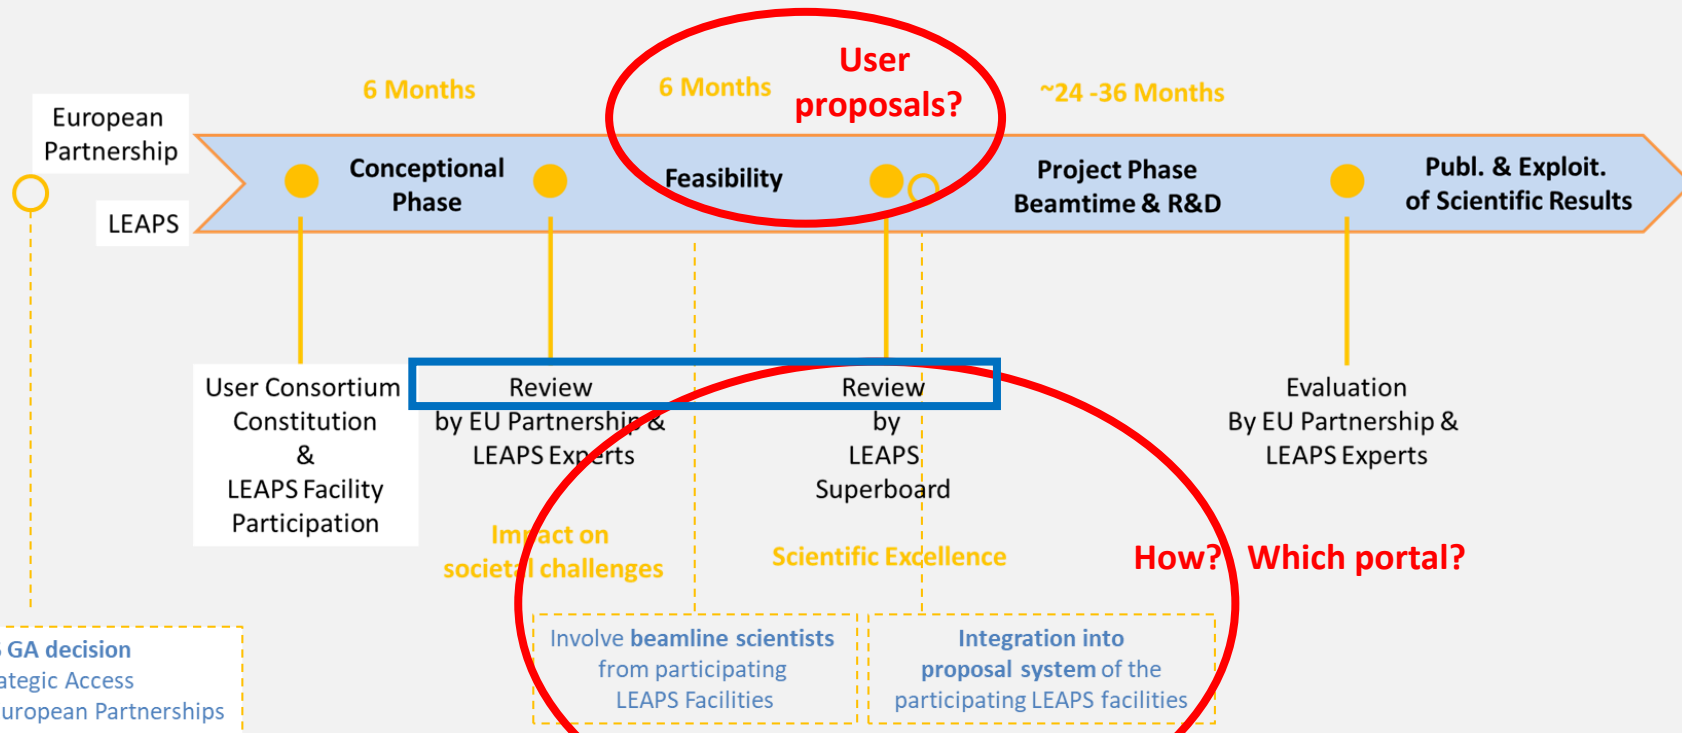 User
proposals?
6 Months
6 Months
~24 -36 Months
European
Partnership
LEAPS
Conceptional
Phase
Feasibility
Project Phase
Beamtime & R&D
Publ. & Exploit.
of Scientific Results
User Consortium
Constitution
&
LEAPS Facility
Participation
Review
by EU Partnership &
LEAPS Experts
Review
by
LEAPS
Superboard
Evaluation
By EU Partnership &
LEAPS Experts
Impact on
societal challenges
Scientific Excellence
How? Which portal?
GA decision
Access
European Partnerships
Involve beamline scientists
from participating
LEAPS Facilities
Integration into
proposal system of the
participating LEAPS facilities